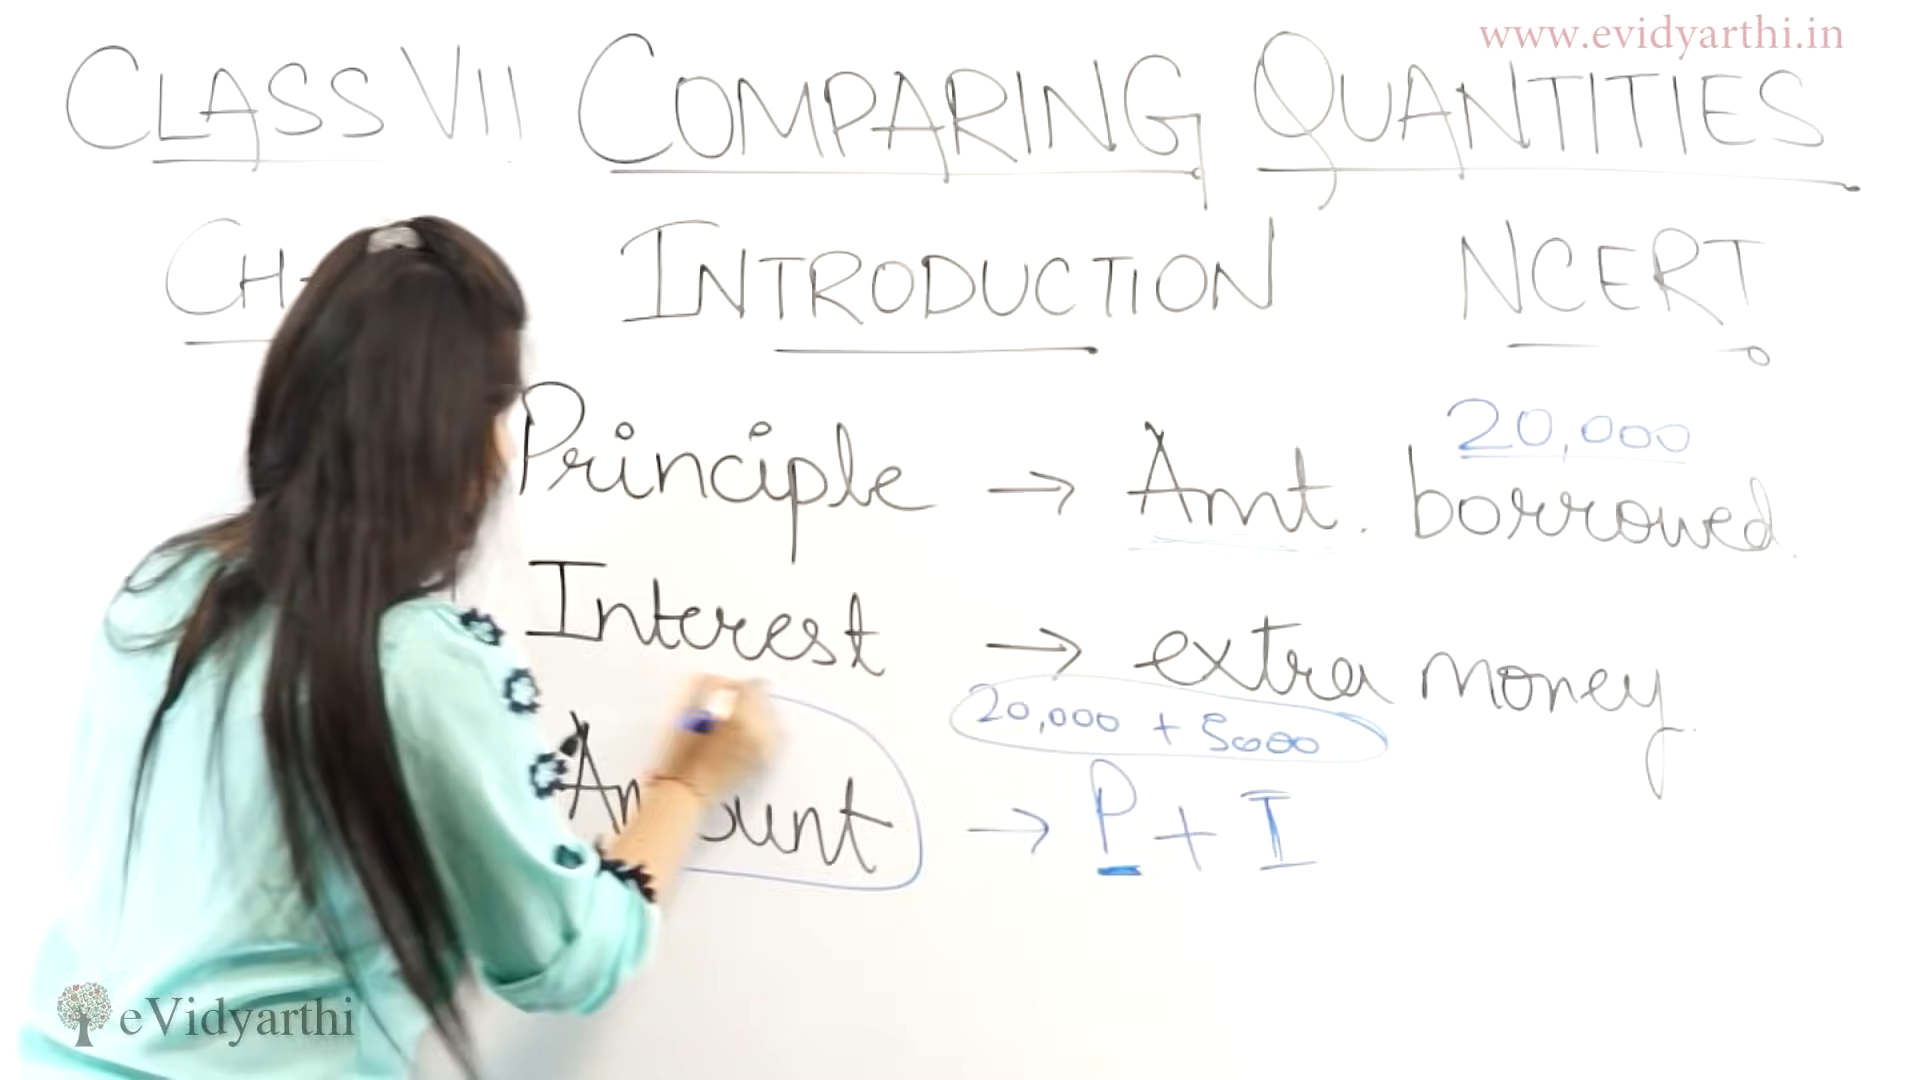 www.evidyarthi.in
CLASS VII COMPARING QUANTITIES
INTRODUCTION NCERT
20,000
Principle → Amt. borrowed.
Interest → extra money.
20,000 + 5000
→ P + I
eVidyarthi